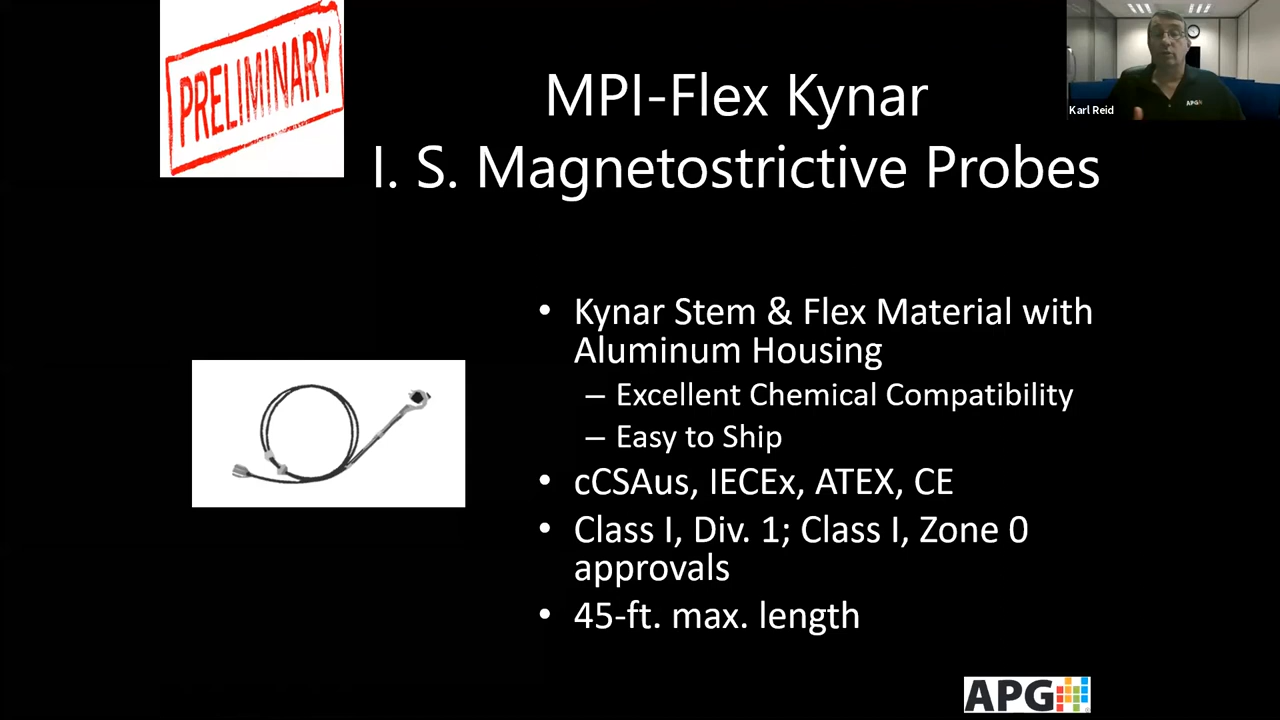 PRELIMINARY
MPI-Flex Kynar
I. S. Magnetostrictive Probes
APG
Karl Reid
• Kynar Stem & Flex Material with
Aluminum Housing
– Excellent Chemical Compatibility
– Easy to Ship
• cCSAus, IECEx, ATEX, CE
• Class I, Div. 1; Class I, Zone 0
approvals
• 45-ft. max. length
APG